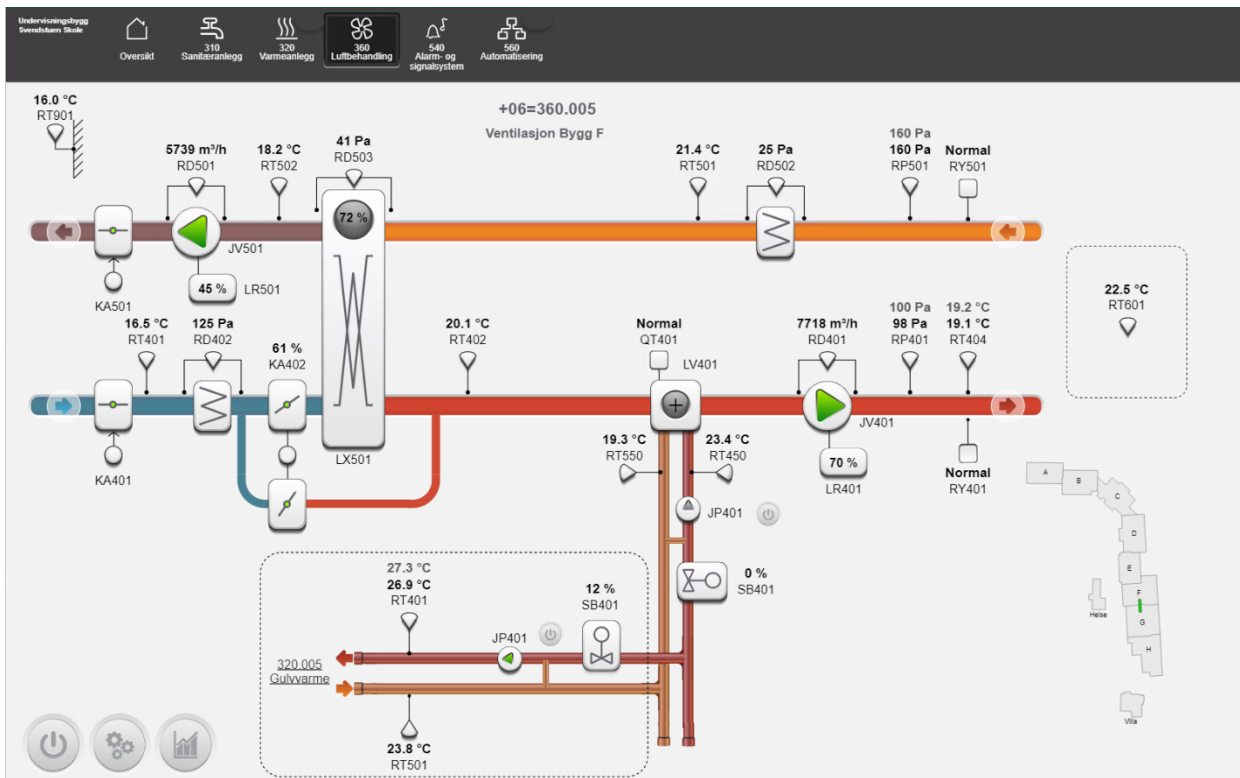 Undervisningsbygg
Svendstuen Skole
Oversikt
310
Sanitæranlegg
320
Varmeanlegg
360
Luftbehandling
540
Alarm- og
signalsystem
560
Automatisering
+06=360.005
Ventilasjon Bygg F
16.0 °C
RT901
5739 m³/h
RD501
18.2 °C
RT502
41 Pa
RD503
21.4 °C
RT501
25 Pa
RD502
160 Pa
160 Pa
RP501
Normal
RY501
72 %
JV501
45 %
LR501
KA501
22.5 °C
RT601
16.5 °C
RT401
125 Pa
RD402
61 %
KA402
20.1 °C
RT402
Normal
QT401
LV401
7718 m³/h
RD401
100 Pa
98 Pa
RP401
19.2 °C
19.1 °C
RT404
JV401
KA401
LX501
19.3 °C
RT550
23.4 °C
RT450
70 %
LR401
Normal
RY401
JP401
0 %
SB401
27.3 °C
26.9 °C
RT401
12 %
SB401
JP401
320.005
Gulvvarme
23.8 °C
RT501
A
B
C
D
E
F
G
H
Helse
Villa